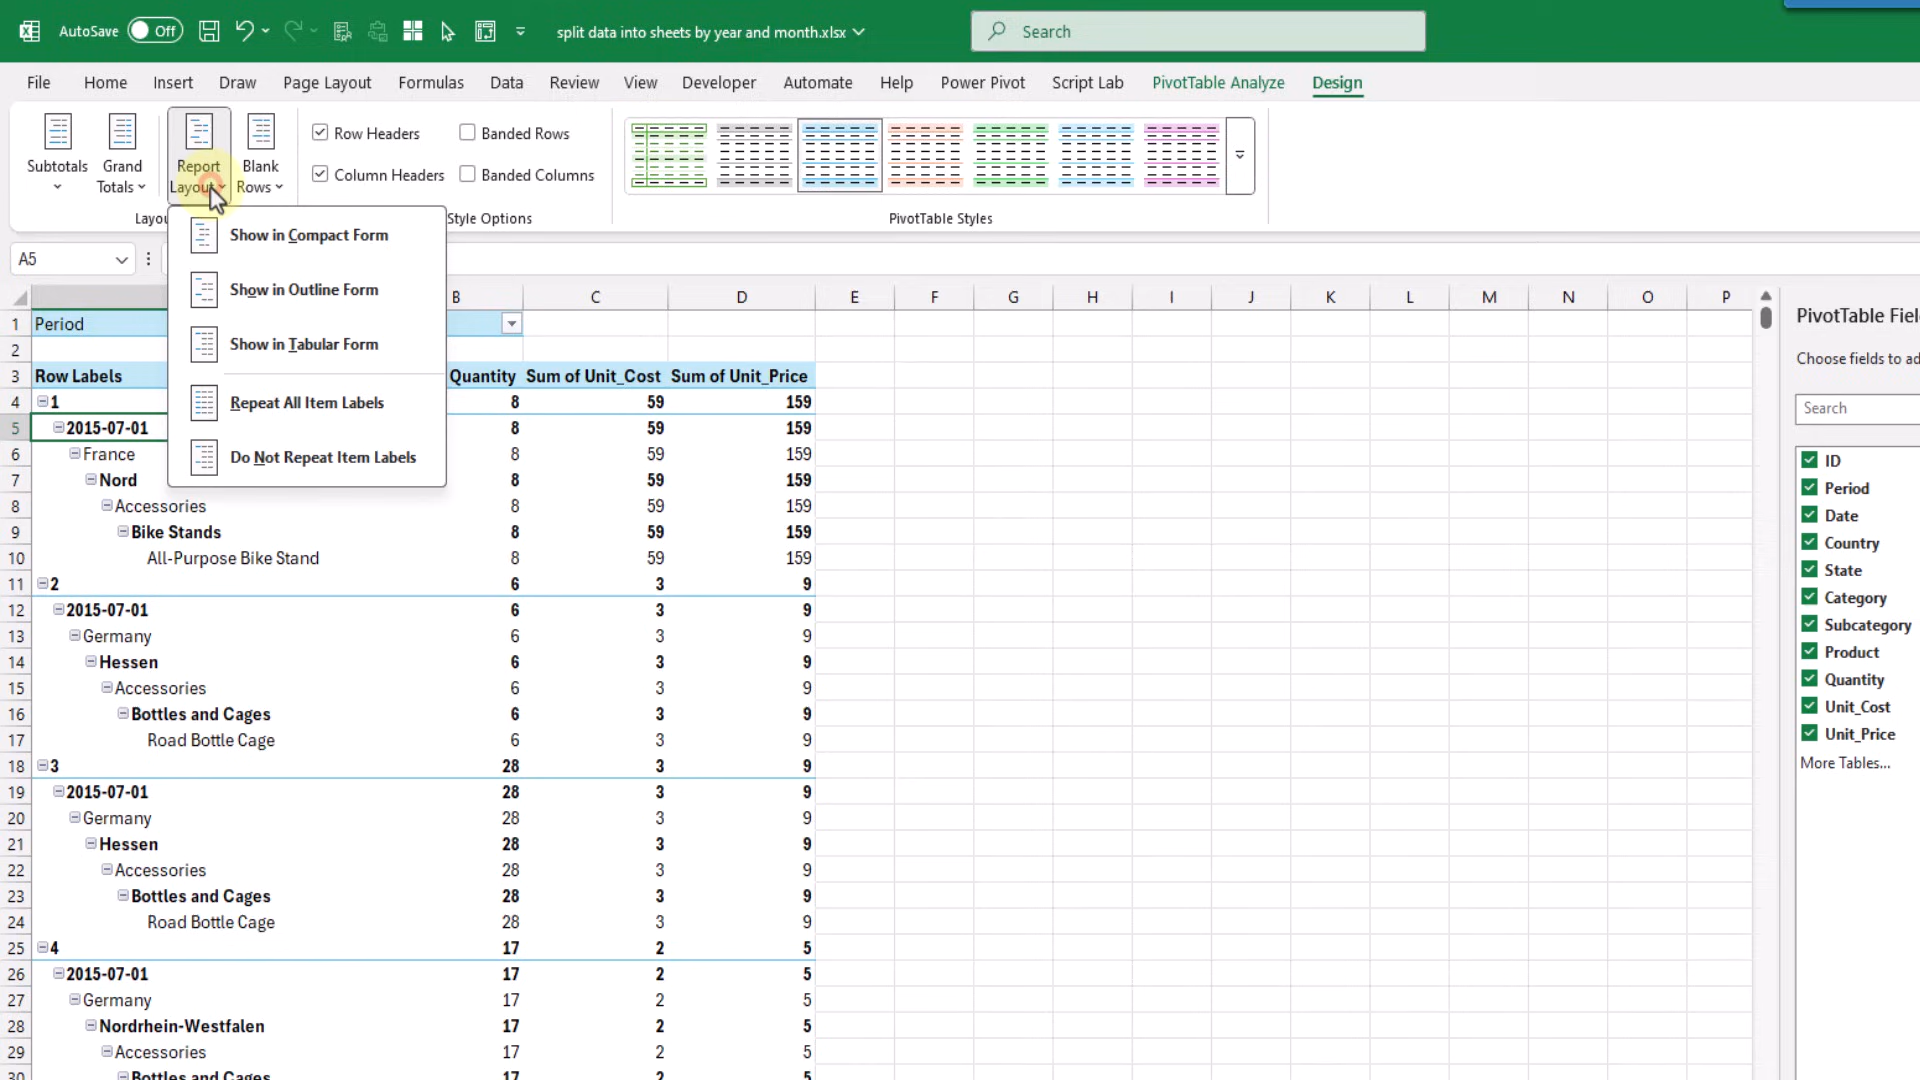 AutoSave Off split data into sheets by year and month.xlsx Search
File Home Insert Draw Page Layout Formulas Data Review View Developer Automate Help Power Pivot Script Lab PivotTable Analyze Design
Subtotals
Grand Totals
Report Layout
Blank Rows
Row Headers
Banded Rows
Column Headers
Banded Columns
Layou
Style Options
PivotTable Styles
Show in Compact Form
Show in Outline Form
Show in Tabular Form
Repeat All Item Labels
Do Not Repeat Item Labels
A5
B C D E F G H I J K L M N O P
1 Period
2
3 Row Labels Quantity Sum of Unit_Cost Sum of Unit_Price
4 1 8 59 159
5 2015-07-01 8 59 159
6 France 8 59 159
7 Nord 8 59 159
8 Accessories 8 59 159
9 Bike Stands 8 59 159
10 All-Purpose Bike Stand 8 59 159
11 2 6 3 9
12 2015-07-01 6 3 9
13 Germany 6 3 9
14 Hessen 6 3 9
15 Accessories 6 3 9
16 Bottles and Cages 6 3 9
17 Road Bottle Cage 6 3 9
18 3 28 3 9
19 2015-07-01 28 3 9
20 Germany 28 3 9
21 Hessen 28 3 9
22 Accessories 28 3 9
23 Bottles and Cages 28 3 9
24 Road Bottle Cage 28 3 9
25 4 17 2 5
26 2015-07-01 17 2 5
27 Germany 17 2 5
28 Nordrhein-Westfalen 17 2 5
29 Accessories 17 2 5
30 Bottles and Cages 17 2 5
PivotTable Fiel
Choose fields to ad
Search
ID
Period
Date
Country
State
Category
Subcategory
Product
Quantity
Unit_Cost
Unit_Price
More Tables...